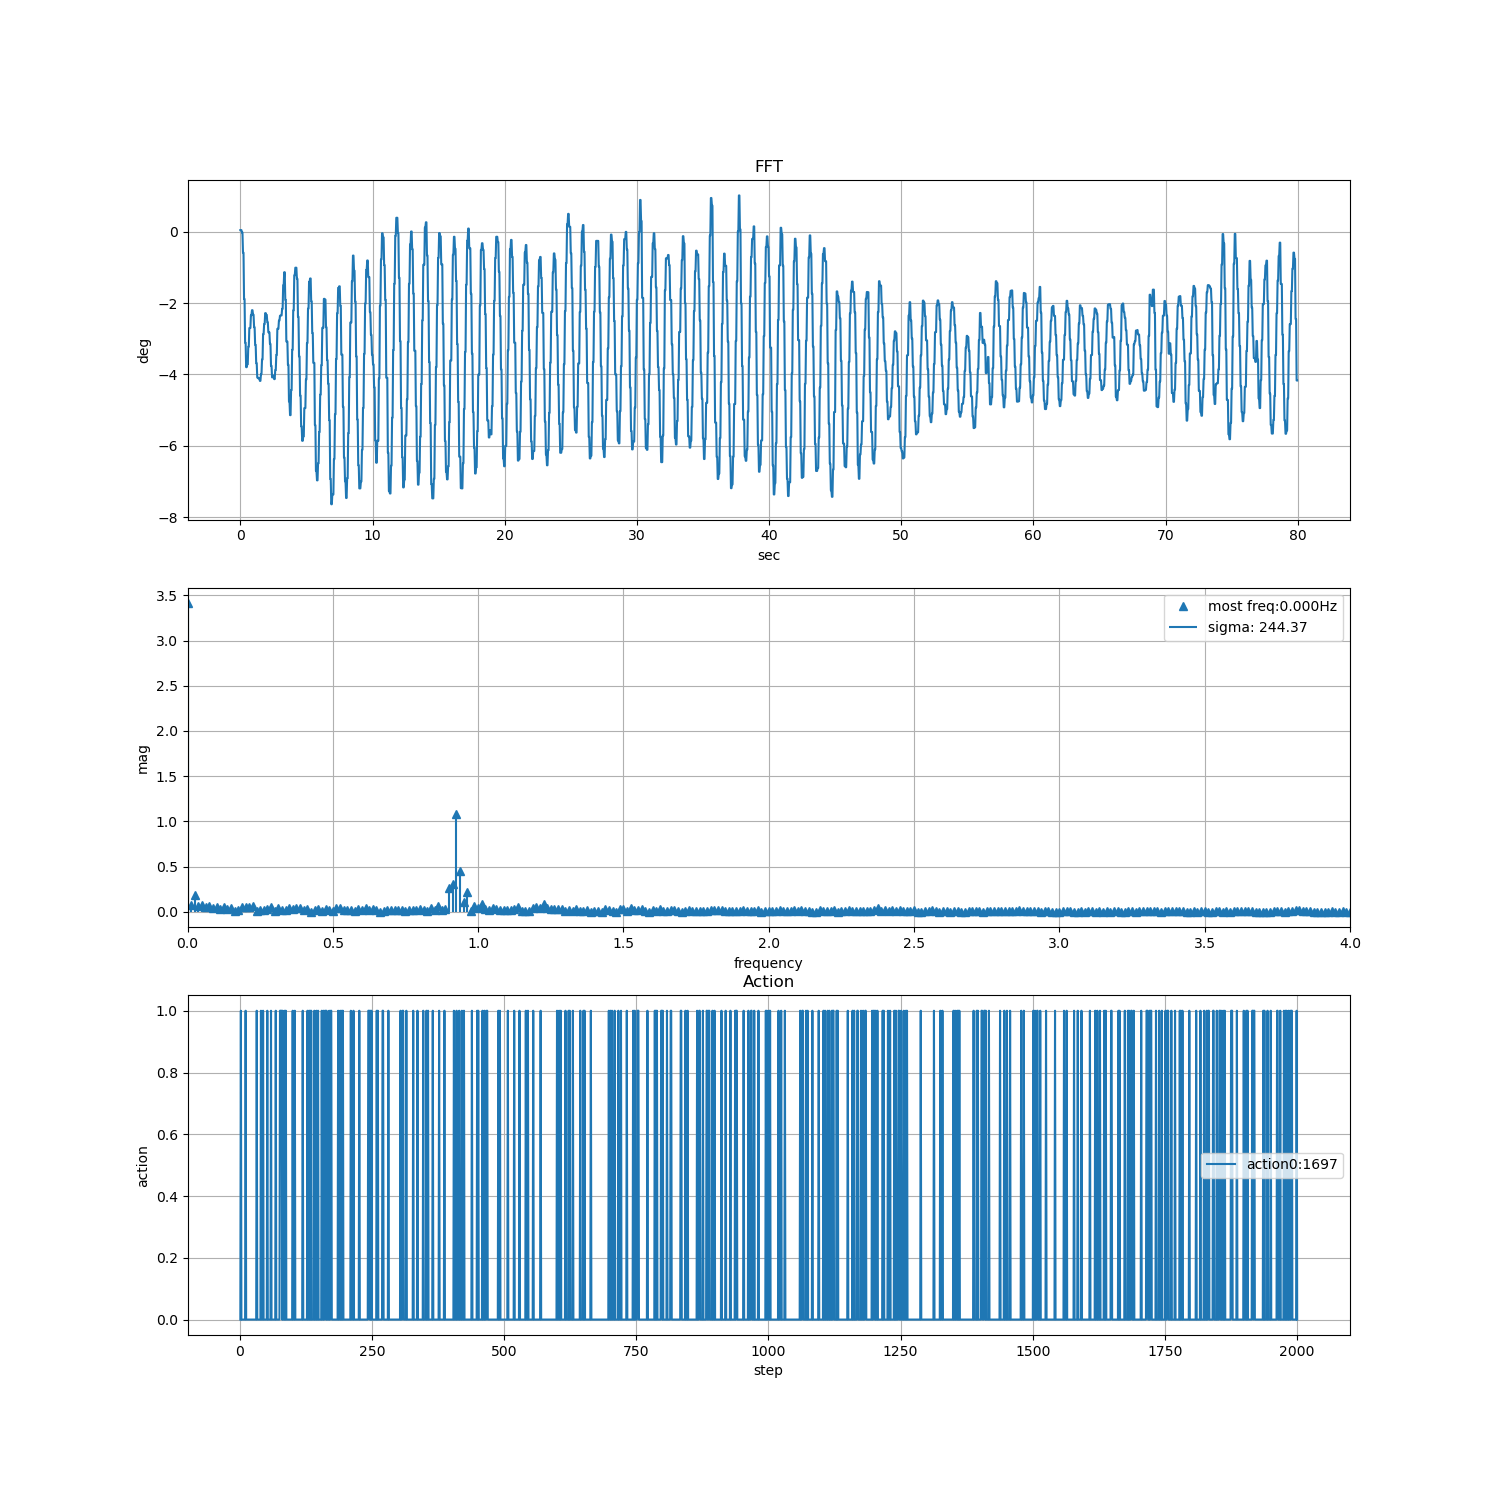 FFT
0
−2
−4
−6
−8
deg
0 10 20 30 40 50 60 70 80
sec
3.5
3.0
2.5
2.0
1.5
1.0
0.5
0.0
mag
most freq:0.000Hz
sigma: 244.37
0.0 0.5 1.0 1.5 2.0 2.5 3.0 3.5 4.0
frequency
Action
1.0
0.8
0.6
0.4
0.2
0.0
action
action0:1697
0 250 500 750 1000 1250 1500 1750 2000
step